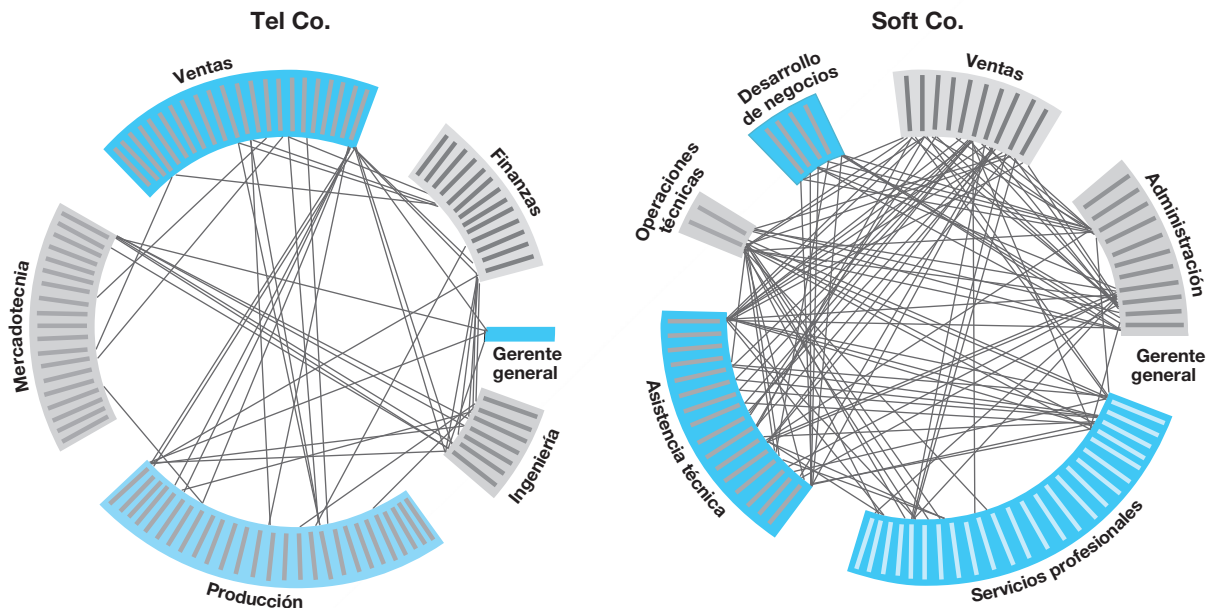 Tel Co.
Ventas
Finanzas
Mercadotecnia
Gerente
general
Ingeniería
Producción
Soft Co.
Desarrollo
de negocios
Ventas
Operaciones
técnicas
Administración
Gerente
general
Asistencia técnica
Servicios profesionales